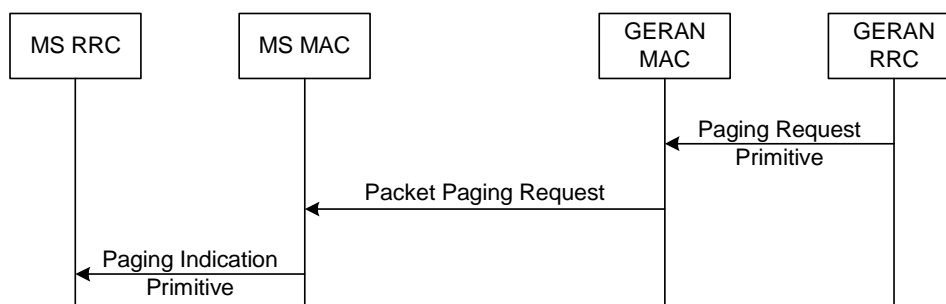 MS RRC
MS MAC
GERAN
MAC
GERAN
RRC
Paging Request
Primitive
Packet Paging Request
Paging Indication
Primitive